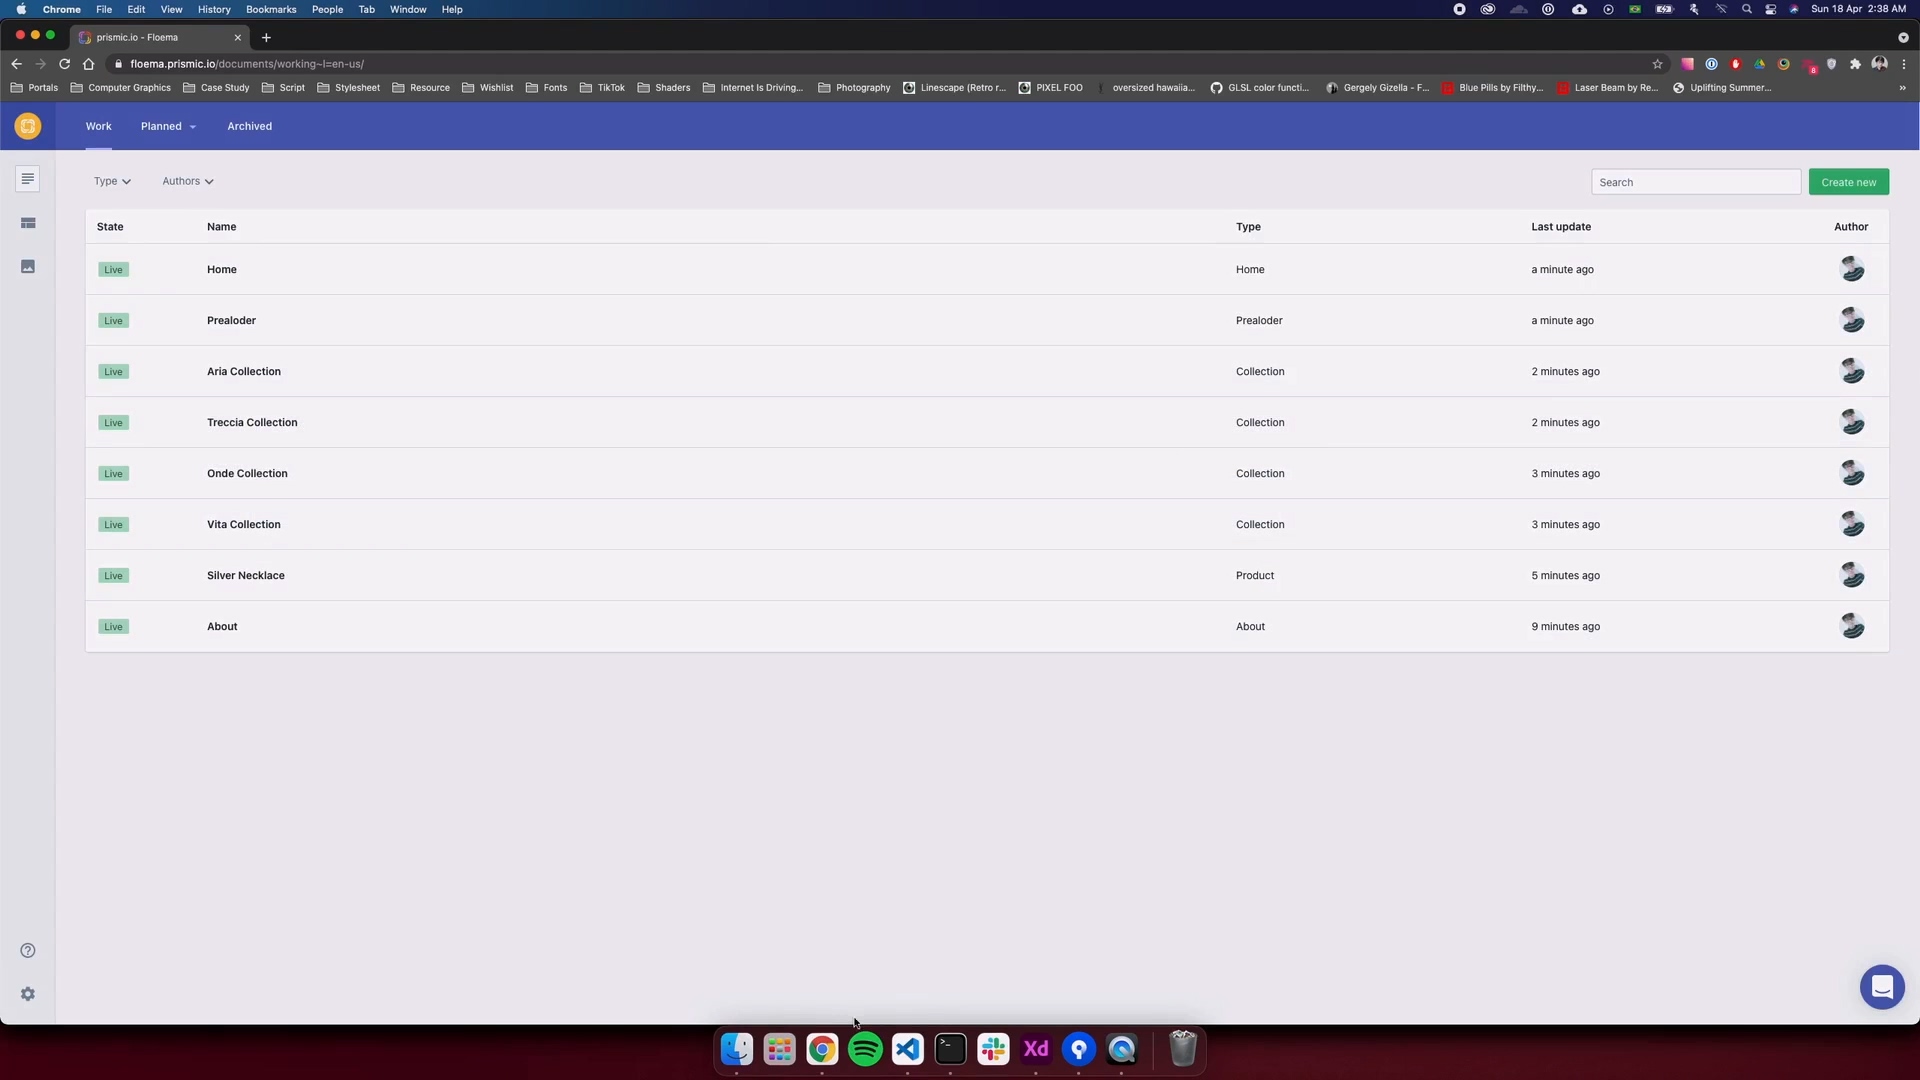 Chrome File Edit View History Bookmarks People Tab Window Help Sun 18 Apr 2:38 AM
prismic.io - Floema
floema.prismic.io/documents/working~l=en-us/
8
Portals Computer Graphics Case Study Script Stylesheet Resource Wishlist Fonts TikTok Shaders Internet Is Driving... Photography Linescape (Retro r... PIXEL FOO oversized hawaiia... GLSL color functi... Gergely Gizella - F... Blue Pills by Filthy... Laser Beam by Re... Uplifting Summer... »
Work Planned Archived
Type Authors Search Create new
State Name Type Last update Author
Live Home Home a minute ago
Live Prealoder Prealoder a minute ago
Live Aria Collection Collection 2 minutes ago
Live Treccia Collection Collection 2 minutes ago
Live Onde Collection Collection 3 minutes ago
Live Vita Collection Collection 3 minutes ago
Live Silver Necklace Product 5 minutes ago
Live About About 9 minutes ago
Xd